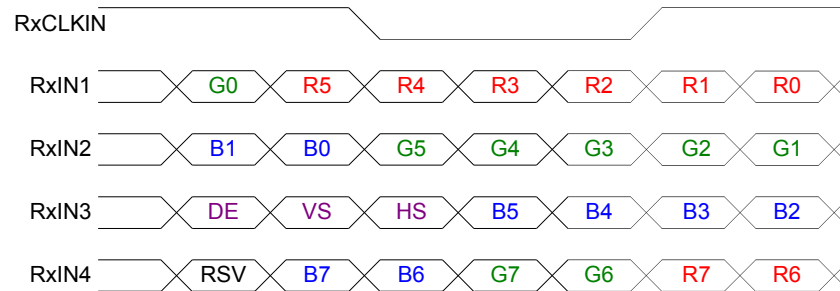 RxCLKIN
RxIN1 G0 R5 R4 R3 R2 R1 R0
RxIN2 B1 B0 G5 G4 G3 G2 G1
RxIN3 DE VS HS B5 B4 B3 B2
RxIN4 RSV B7 B6 G7 G6 R7 R6